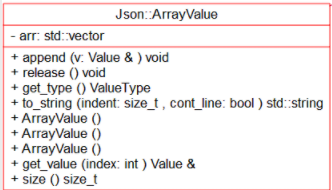 Json::ArrayValue
- arr: std::vector
+ append (v: Value & ) void
+ release () void
+ get_type () ValueType
+ to_string (indent: size_t , cont_line: bool ) std::string
+ ArrayValue ()
+ ArrayValue ()
+ ArrayValue ()
+ get_value (index: int ) Value &
+ size () size_t